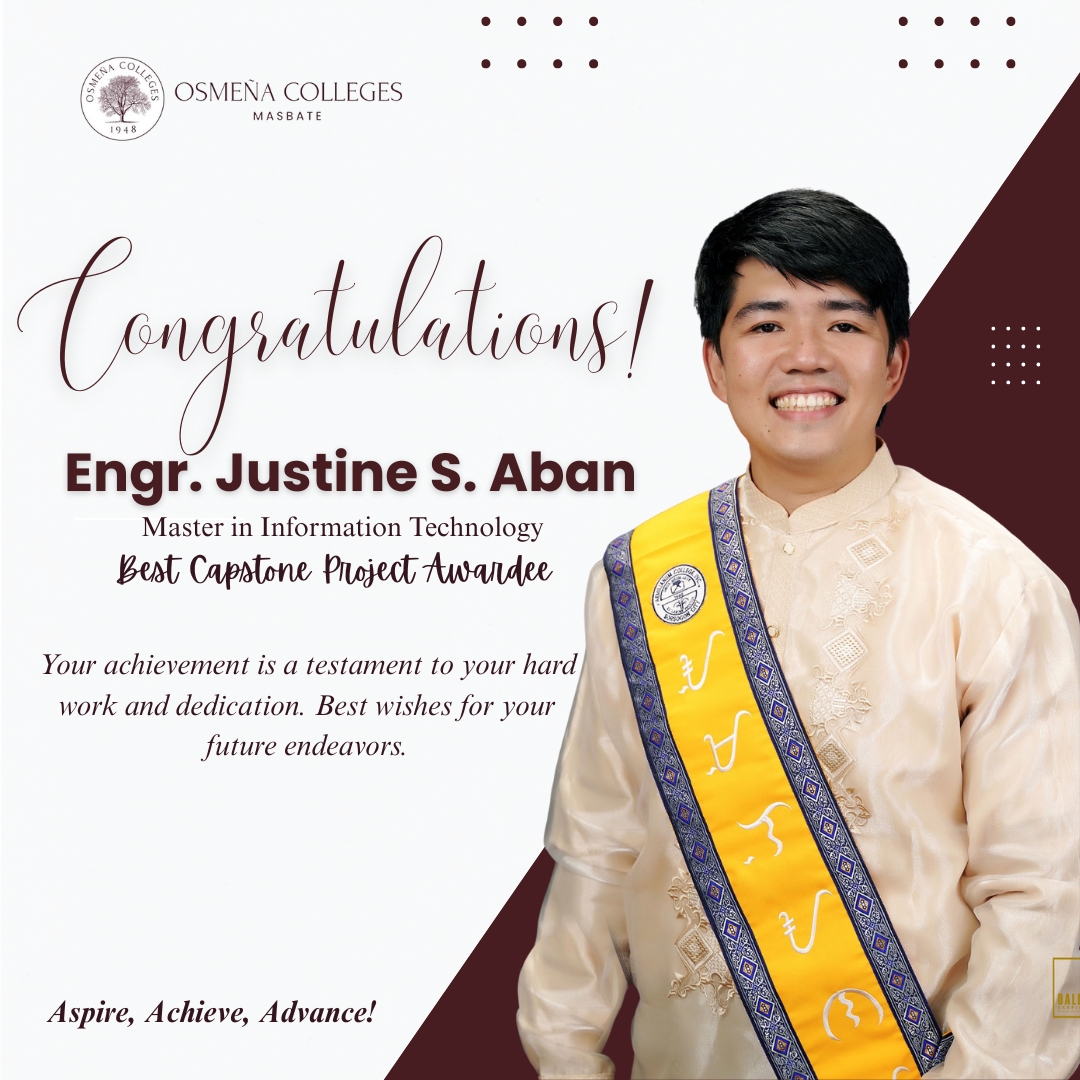 OSMEÑA COLLEGES
1948
OSMEÑA COLLEGES
MASBATE
Congratulations!
Engr. Justine S. Aban
Master in Information Technology
Best Capstone Project Awardee
Your achievement is a testament to your hard
work and dedication. Best wishes for your
future endeavors.
Aspire, Achieve, Advance!